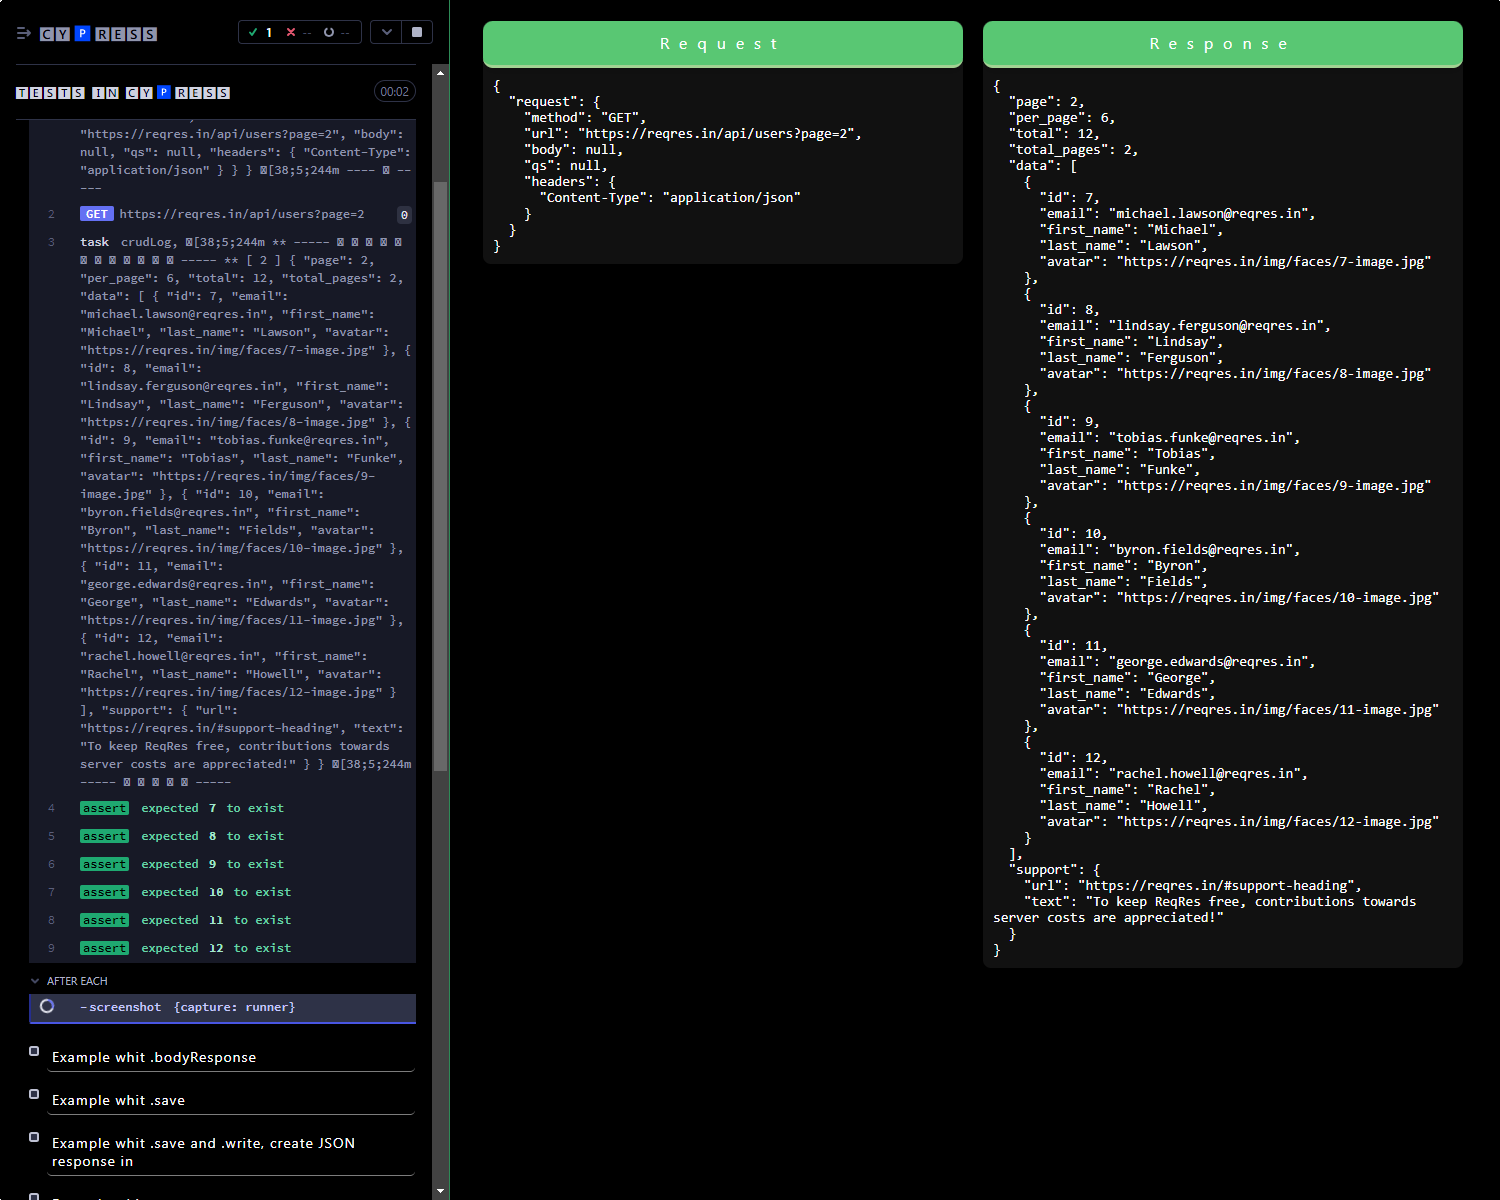 CYPRESS
1 -- --
TESTS IN CYPRESS
00:02
"https://reqres.in/api/users?page=2", "body":
null, "qs": null, "headers": { "Content-Type":
"application/json" } } } [38;5;244m ---- --
---
2 GET https://reqres.in/api/users?page=2 0
3 task crudLog, [38;5;244m ** -----
----- ** [ 2 ] { "page": 2,
"per_page": 6, "total": 12, "total_pages": 2,
"data": [ { "id": 7, "email":
"michael.lawson@reqres.in", "first_name":
"Michael", "last_name": "Lawson", "avatar":
"https://reqres.in/img/faces/7-image.jpg" }, {
"id": 8, "email":
"lindsay.ferguson@reqres.in", "first_name":
"Lindsay", "last_name": "Ferguson", "avatar":
"https://reqres.in/img/faces/8-image.jpg" }, {
"id": 9, "email": "tobias.funke@reqres.in",
"first_name": "Tobias", "last_name": "Funke",
"avatar": "https://reqres.in/img/faces/9-
image.jpg" }, { "id": 10, "email":
"byron.fields@reqres.in", "first_name":
"Byron", "last_name": "Fields", "avatar":
"https://reqres.in/img/faces/10-image.jpg" },
{ "id": 11, "email":
"george.edwards@reqres.in", "first_name":
"George", "last_name": "Edwards", "avatar":
"https://reqres.in/img/faces/11-image.jpg" },
{ "id": 12, "email":
"rachel.howell@reqres.in", "first_name":
"Rachel", "last_name": "Howell", "avatar":
"https://reqres.in/img/faces/12-image.jpg" }
], "support": { "url":
"https://reqres.in/#support-heading", "text":
"To keep ReqRes free, contributions towards
server costs are appreciated!" } } [38;5;244m
----- -----
4 assert expected 7 to exist
5 assert expected 8 to exist
6 assert expected 9 to exist
7 assert expected 10 to exist
8 assert expected 11 to exist
9 assert expected 12 to exist
AFTER EACH
-screenshot {capture: runner}
Example whit .bodyResponse
Example whit .save
Example whit .save and .write, create JSON
response in
Request
{
"request": {
"method": "GET",
"url": "https://reqres.in/api/users?page=2",
"body": null,
"qs": null,
"headers": {
"Content-Type": "application/json"
}
}
}
Response
{
"page": 2,
"per_page": 6,
"total": 12,
"total_pages": 2,
"data": [
{
"id": 7,
"email": "michael.lawson@reqres.in",
"first_name": "Michael",
"last_name": "Lawson",
"avatar": "https://reqres.in/img/faces/7-image.jpg"
},
{
"id": 8,
"email": "lindsay.ferguson@reqres.in",
"first_name": "Lindsay",
"last_name": "Ferguson",
"avatar": "https://reqres.in/img/faces/8-image.jpg"
},
{
"id": 9,
"email": "tobias.funke@reqres.in",
"first_name": "Tobias",
"last_name": "Funke",
"avatar": "https://reqres.in/img/faces/9-image.jpg"
},
{
"id": 10,
"email": "byron.fields@reqres.in",
"first_name": "Byron",
"last_name": "Fields",
"avatar": "https://reqres.in/img/faces/10-image.jpg"
},
{
"id": 11,
"email": "george.edwards@reqres.in",
"first_name": "George",
"last_name": "Edwards",
"avatar": "https://reqres.in/img/faces/11-image.jpg"
},
{
"id": 12,
"email": "rachel.howell@reqres.in",
"first_name": "Rachel",
"last_name": "Howell",
"avatar": "https://reqres.in/img/faces/12-image.jpg"
}
],
"support": {
"url": "https://reqres.in/#support-heading",
"text": "To keep ReqRes free, contributions towards
server costs are appreciated!"
}
}